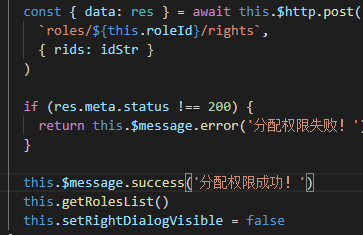 const { data: res } = await this.$http.post(
`roles/${this.roleId}/rights`,
{ rids: idStr }
)
if (res.meta.status !== 200) {
return this.$message.error('分配权限失败！')
}
this.$message.success('分配权限成功！')
this.getRolesList()
this.setRightDialogVisible = false